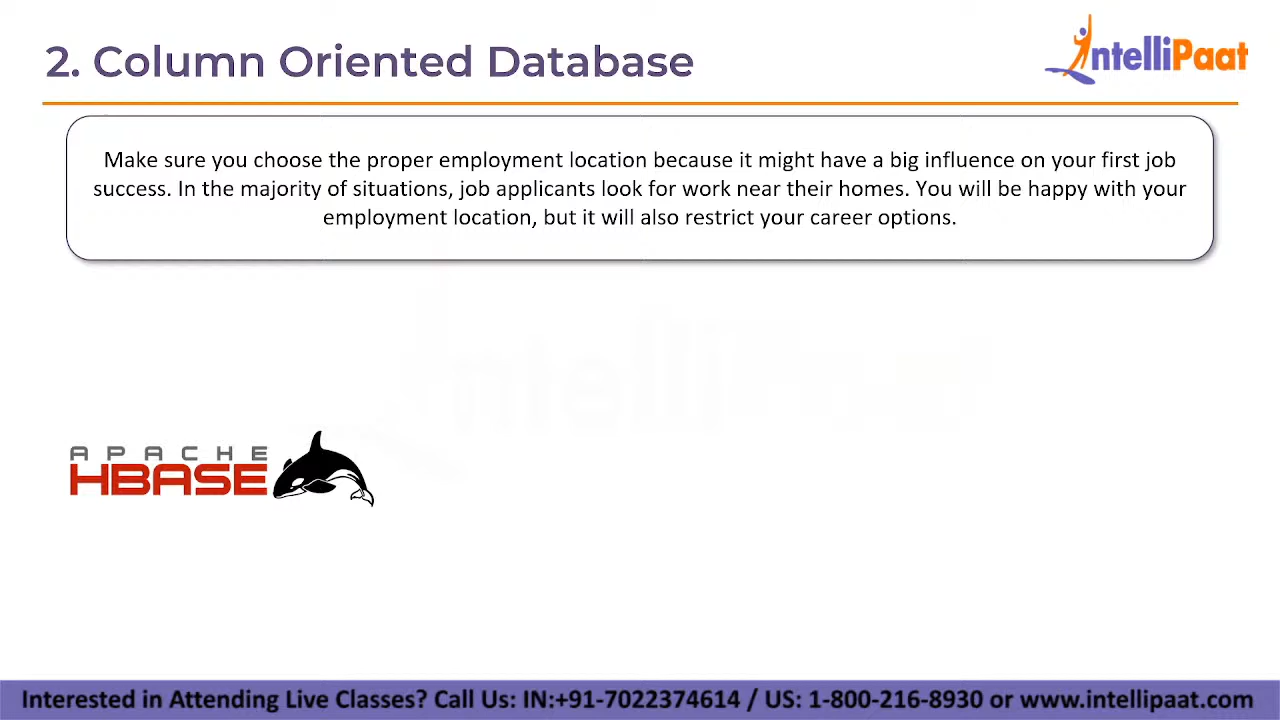 2. Column Oriented Database
IntelliPaat
Make sure you choose the proper employment location because it might have a big influence on your first job
success. In the majority of situations, job applicants look for work near their homes. You will be happy with your
employment location, but it will also restrict your career options.
APACHE
HBASE
Interested in Attending Live Classes? Call Us: IN:+91-7022374614 / US: 1-800-216-8930 or www.intellipaat.com